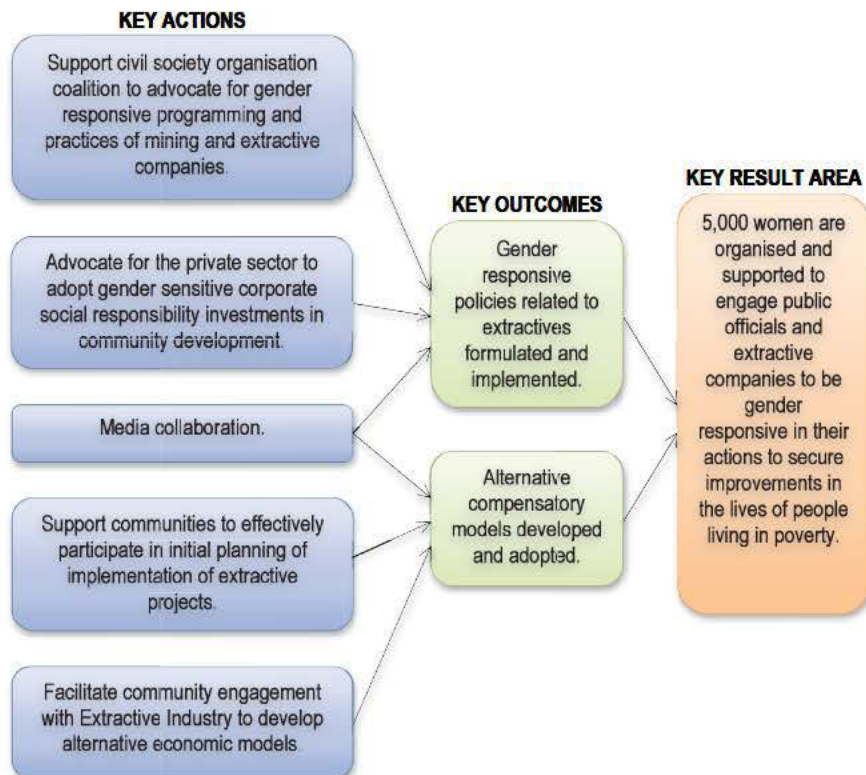 KEY ACTIONS
Support civil society organisation
coalition to advocate for gender
responsive programming and
practices of mining and extractive
companies.
Advocate for the private sector to
adopt gender sensitive corporate
social responsibility investments in
community development.
Media collaboration.
Support communities to effectively
participate in initial planning of
implementation of extractive
projects.
Facilitate community engagement
with Extractive Industry to develop
alternative economic models
KEY OUTCOMES
Gender
responsive
policies related to
extractives
formulated and
implemented.
Alternative
compensatory
models developed
and adopted.
KEY RESULT AREA
5,000 women are
organised and
supported to
engage public
officials and
extractive
companies to be
gender
responsive in their
actions to secure
improvements in
the lives of people
living in poverty.